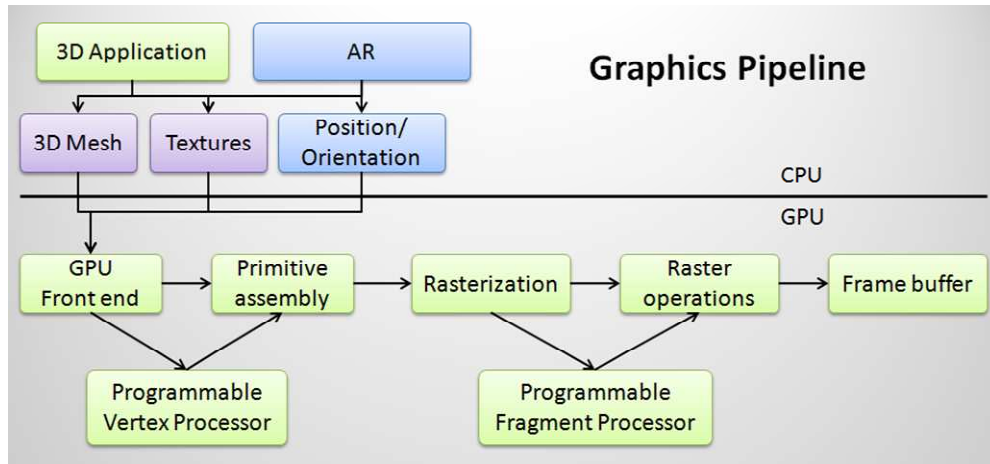 3D Application
AR
Graphics Pipeline
3D Mesh
Textures
Position/
Orientation
CPU
GPU
GPU
Front end
Primitive
assembly
Rasterization
Raster
operations
Frame buffer
Programmable
Vertex Processor
Programmable
Fragment Processor